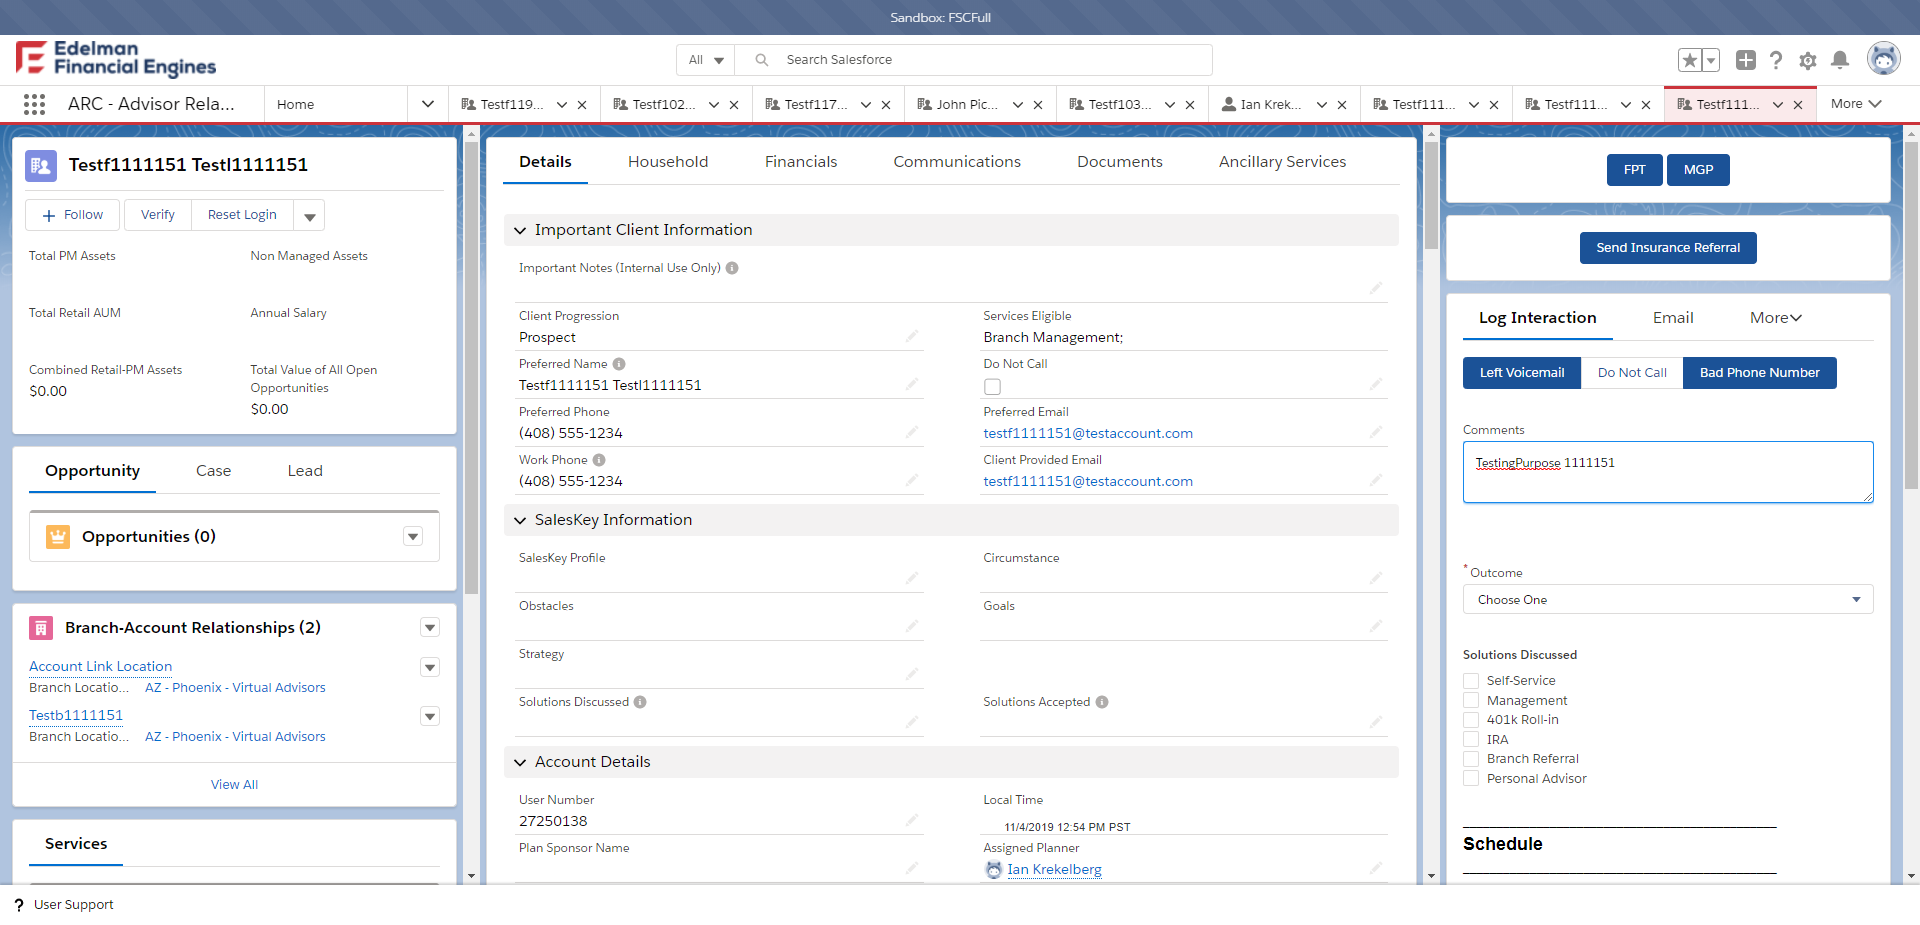 Sandbox: FSCFull
Edelman
Financial Engines
All
Search Salesforce
ARC - Advisor Rela...
Home
Testf119...
Testf102...
Testf117...
John Pic...
Testf103...
Ian Krek...
Testf111...
Testf111...
Testf111...
More
Testf1111151 Testl1111151
Follow
Verify
Reset Login
Total PM Assets
Non Managed Assets
Total Retail AUM
Annual Salary
Combined Retail-PM Assets
$0.00
Total Value of All Open
Opportunities
$0.00
Opportunity
Case
Lead
Opportunities (0)
Branch-Account Relationships (2)
Account Link Location
Branch Locatio... AZ - Phoenix - Virtual Advisors
Testb1111151
Branch Locatio... AZ - Phoenix - Virtual Advisors
View All
Services
Details
Household
Financials
Communications
Documents
Ancillary Services
Important Client Information
Important Notes (Internal Use Only)
Client Progression
Prospect
Services Eligible
Branch Management;
Preferred Name
Testf1111151 Testl1111151
Do Not Call
Preferred Phone
(408) 555-1234
Preferred Email
testf1111151@testaccount.com
Work Phone
(408) 555-1234
Client Provided Email
testf1111151@testaccount.com
SalesKey Information
SalesKey Profile
Circumstance
Obstacles
Goals
Strategy
Solutions Discussed
Solutions Accepted
Account Details
User Number
27250138
Local Time
11/4/2019 12:54 PM PST
Plan Sponsor Name
Assigned Planner
Ian Krekelberg
FPT
MGP
Send Insurance Referral
Log Interaction
Email
More
Left Voicemail
Do Not Call
Bad Phone Number
Comments
TestingPurpose 1111151
* Outcome
Choose One
Solutions Discussed
Self-Service
Management
401k Roll-in
IRA
Branch Referral
Personal Advisor
Schedule
? User Support